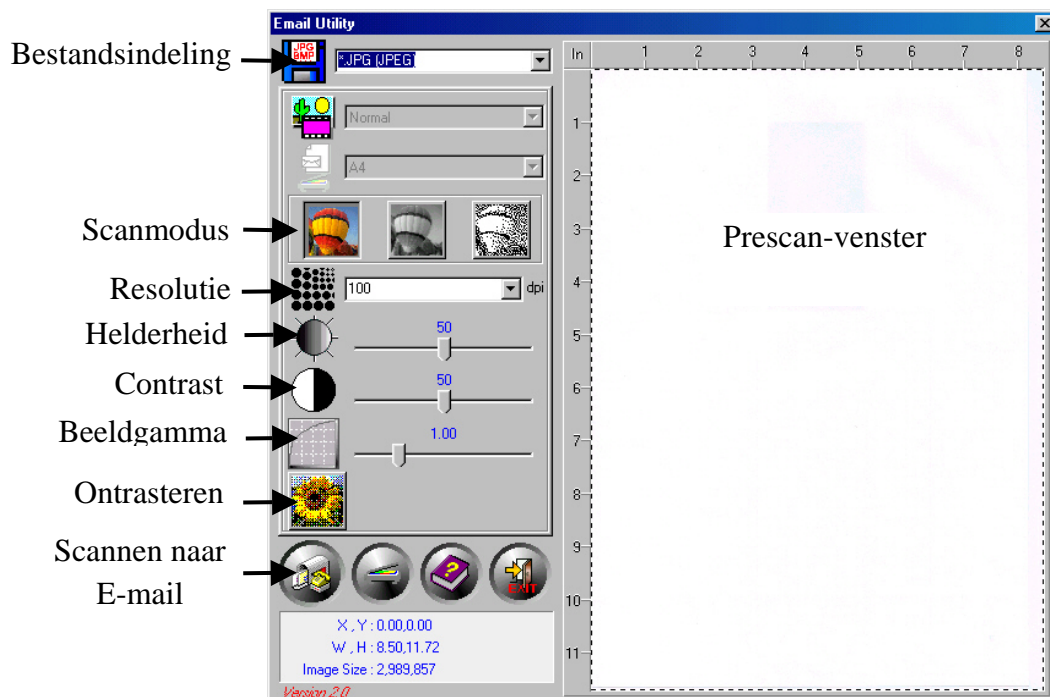 Email Utility
Bestandsindeling
JPG
BMP
*.JPG (JPEG)
In 1 2 3 4 5 6 7 8
Normal
A4
Scanmodus
Resolutie
100 dpi
Helderheid
50
Contrast
50
Beeldgamma
1.00
Ontrasteren
Scannen naar
E-mail
?
EXIT
X , Y : 0.00,0.00
W , H : 8.50,11.72
Image Size : 2,989,857
Version 2.0
1
2
3
Prescan-venster
4
5
6
7
8
9
10
11